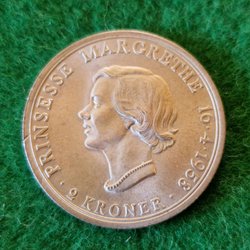 PRINSESSE MARGRETHE 16-4-1958
· 2 KRONER ·